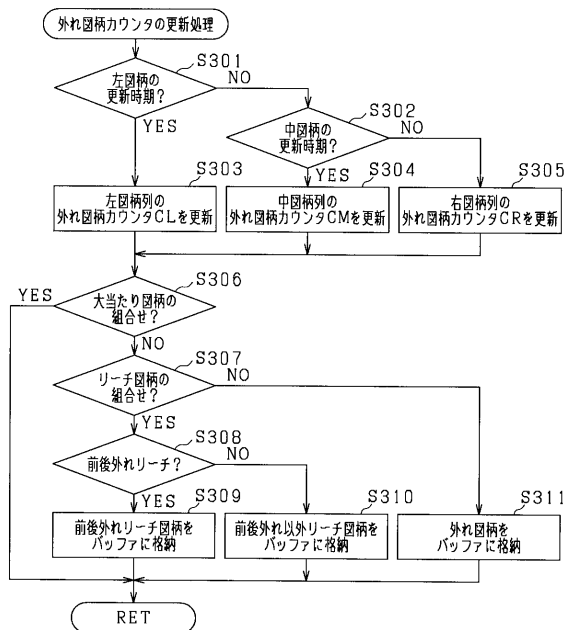 外れ図柄カウンタの更新処理
S301
左図柄の
更新時期?
NO
YES
S302
中図柄の
更新時期?
NO
YES
S303
左図柄列の
外れ図柄カウンタCLを更新
S304
中図柄列の
外れ図柄カウンタCMを更新
S305
右図柄列の
外れ図柄カウンタCRを更新
S306
大当たり図柄の
組合せ?
YES
NO
S307
リーチ図柄の
組合せ?
NO
YES
S308
前後外れリーチ?
NO
YES
S309
前後外れリーチ図柄を
バッファに格納
S310
前後外れ以外リーチ図柄を
バッファに格納
S311
外れ図柄を
バッファに格納
RET